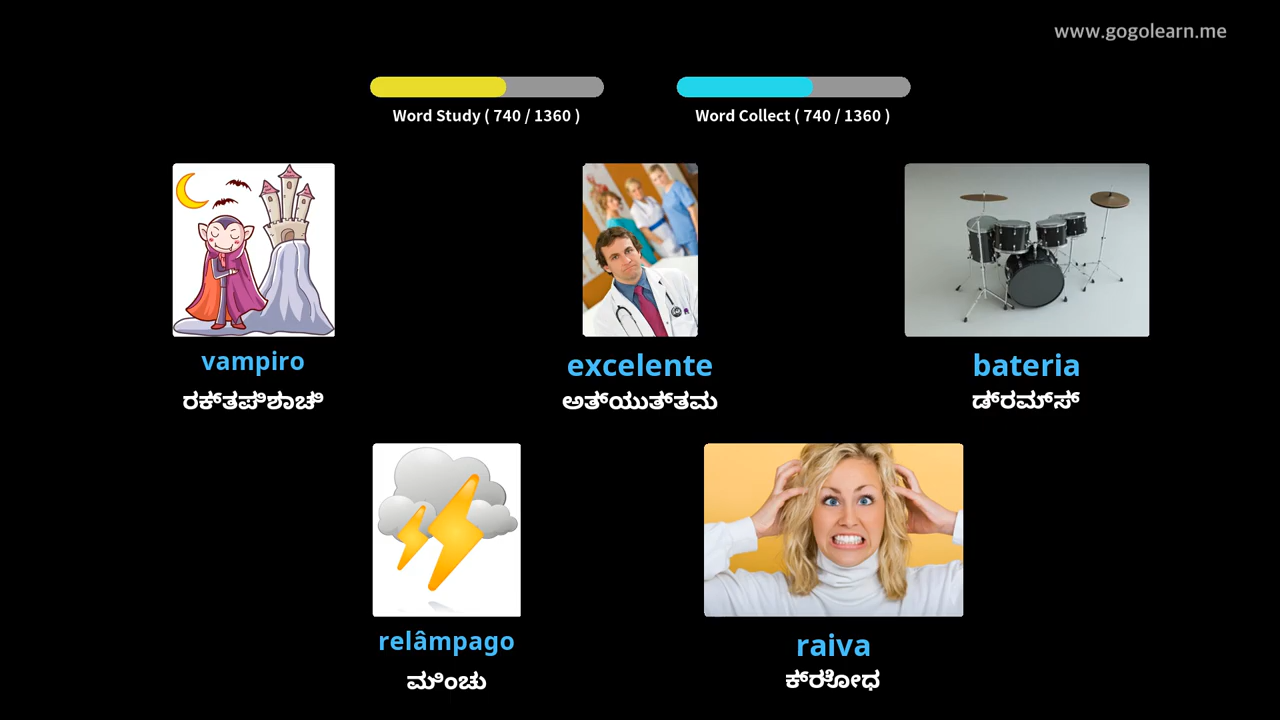 www.gogolearn.me
Word Study ( 740 / 1360 )
Word Collect ( 740 / 1360 )
vampiro
ರಕ್ತಪಿಶಾಚಿ
excelente
ಅತ್ಯುತ್ತಮ
bateria
ಡ್ರಮ್ಸ್
relâmpago
ಮಿಂಚು
raiva
ಕ್ರೋಧ